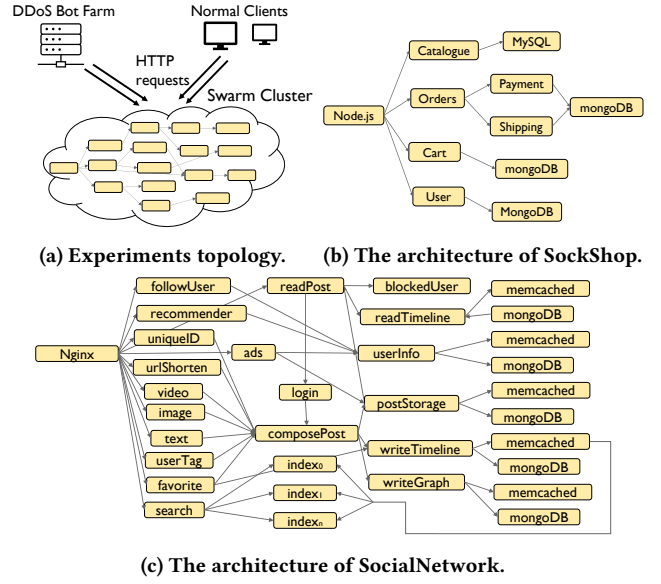 DDoS Bot Farm
Normal Clients
HTTP
requests
Swarm Cluster
(a) Experiments topology.
Node.js
Catalogue
MySQL
Orders
Payment
Shipping
mongoDB
Cart
mongoDB
User
MongoDB
(b) The architecture of SockShop.
followUser
readPost
blockedUser
memcached
recommender
readTimeline
mongoDB
uniqueID
memcached
Nginx
ads
userInfo
urlShorten
mongoDB
video
login
memcached
image
postStorage
mongoDB
text
composePost
memcached
userTag
index0
writeTimeline
mongoDB
favorite
writeGraph
memcached
search
index1
indexn
mongoDB
(c) The architecture of SocialNetwork.